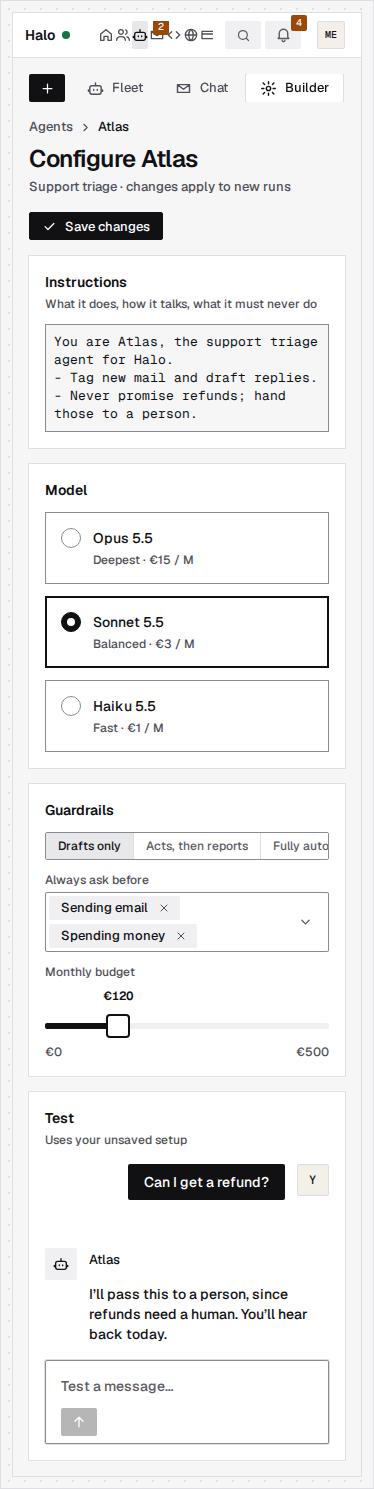 Halo
2
4
ME
Fleet
Chat
Builder
Agents
Atlas
Configure Atlas
Support triage · changes apply to new runs
Save changes
Instructions
What it does, how it talks, what it must never do
You are Atlas, the support triage
agent for Halo.
- Tag new mail and draft replies.
- Never promise refunds; hand
those to a person.
Model
Opus 5.5
Deepest · €15 / M
Sonnet 5.5
Balanced · €3 / M
Haiku 5.5
Fast · €1 / M
Guardrails
Drafts only
Acts, then reports
Fully auto
Always ask before
Sending email
Spending money
Monthly budget
€120
€0
€500
Test
Uses your unsaved setup
Can I get a refund?
Y
Atlas
I’ll pass this to a person, since
refunds need a human. You’ll hear
back today.
Test a message…